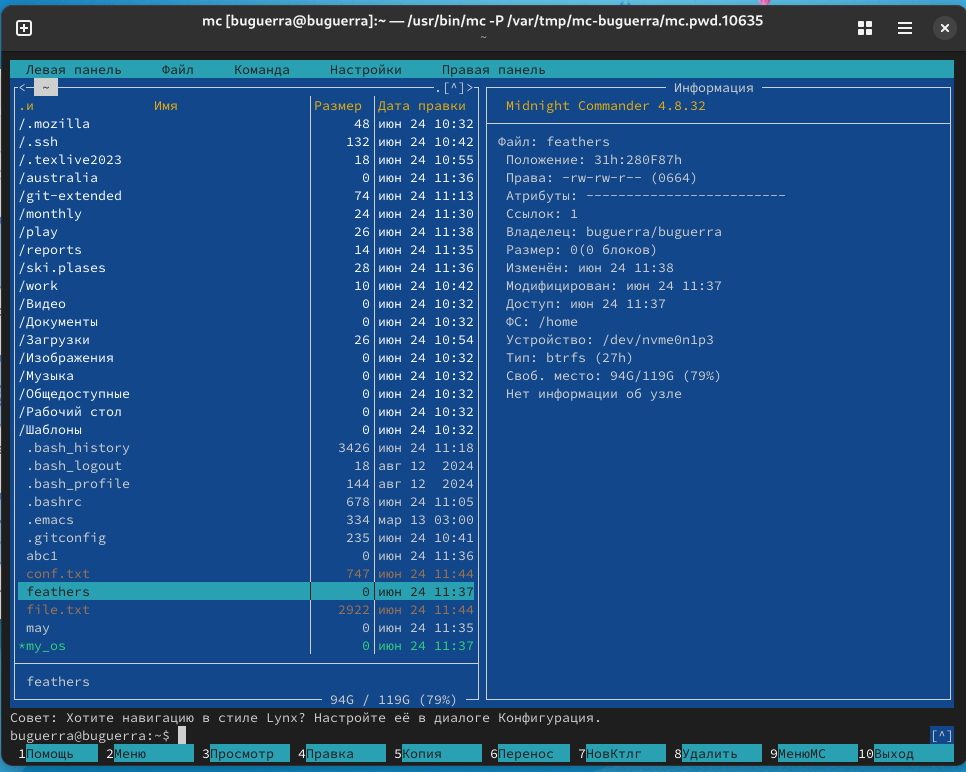 mc [buguerra@buguerra]:~ — /usr/bin/mc -P /var/tmp/mc-buguerra/mc.pwd.10635
~
Левая панель Файл Команда Настройки Правая панель
<─ ~ ─.[^]>
.и Имя Размер Дата правки
/.mozilla 48 июн 24 10:32
/.ssh 132 июн 24 10:42
/.texlive2023 18 июн 24 10:55
/australia 0 июн 24 11:36
/git-extended 74 июн 24 11:13
/monthly 24 июн 24 11:30
/play 26 июн 24 11:38
/reports 14 июн 24 11:35
/ski.plases 28 июн 24 11:36
/work 10 июн 24 10:42
/Видео 0 июн 24 10:32
/Документы 0 июн 24 10:32
/Загрузки 26 июн 24 10:54
/Изображения 0 июн 24 10:32
/Музыка 0 июн 24 10:32
/Общедоступные 0 июн 24 10:32
/Рабочий стол 0 июн 24 10:32
/Шаблоны 0 июн 24 10:32
.bash_history 3426 июн 24 11:18
.bash_logout 18 авг 12 2024
.bash_profile 144 авг 12 2024
.bashrc 678 июн 24 11:05
.emacs 334 мар 13 03:00
.gitconfig 235 июн 24 10:41
abc1 0 июн 24 11:36
conf.txt 747 июн 24 11:44
feathers 0 июн 24 11:37
file.txt 2922 июн 24 11:44
may 0 июн 24 11:35
*my_os 0 июн 24 11:37
feathers
94G / 119G (79%)
Информация
Midnight Commander 4.8.32
Файл: feathers
Положение: 31h:280F87h
Права: -rw-rw-r-- (0664)
Атрибуты: -------------------------
Ссылок: 1
Владелец: buguerra/buguerra
Размер: 0(0 блоков)
Изменён: июн 24 11:38
Модифицирован: июн 24 11:37
Доступ: июн 24 11:37
ФС: /home
Устройство: /dev/nvme0n1p3
Тип: btrfs (27h)
Своб. место: 94G/119G (79%)
Нет информации об узле
Совет: Хотите навигацию в стиле Lynx? Настройте её в диалоге Конфигурация.
buguerra@buguerra:~$ [^]
1Помощь 2Меню 3Просмотр 4Правка 5Копия 6Перенос 7НовКтлг 8Удалить 9МенюMC 10Выход